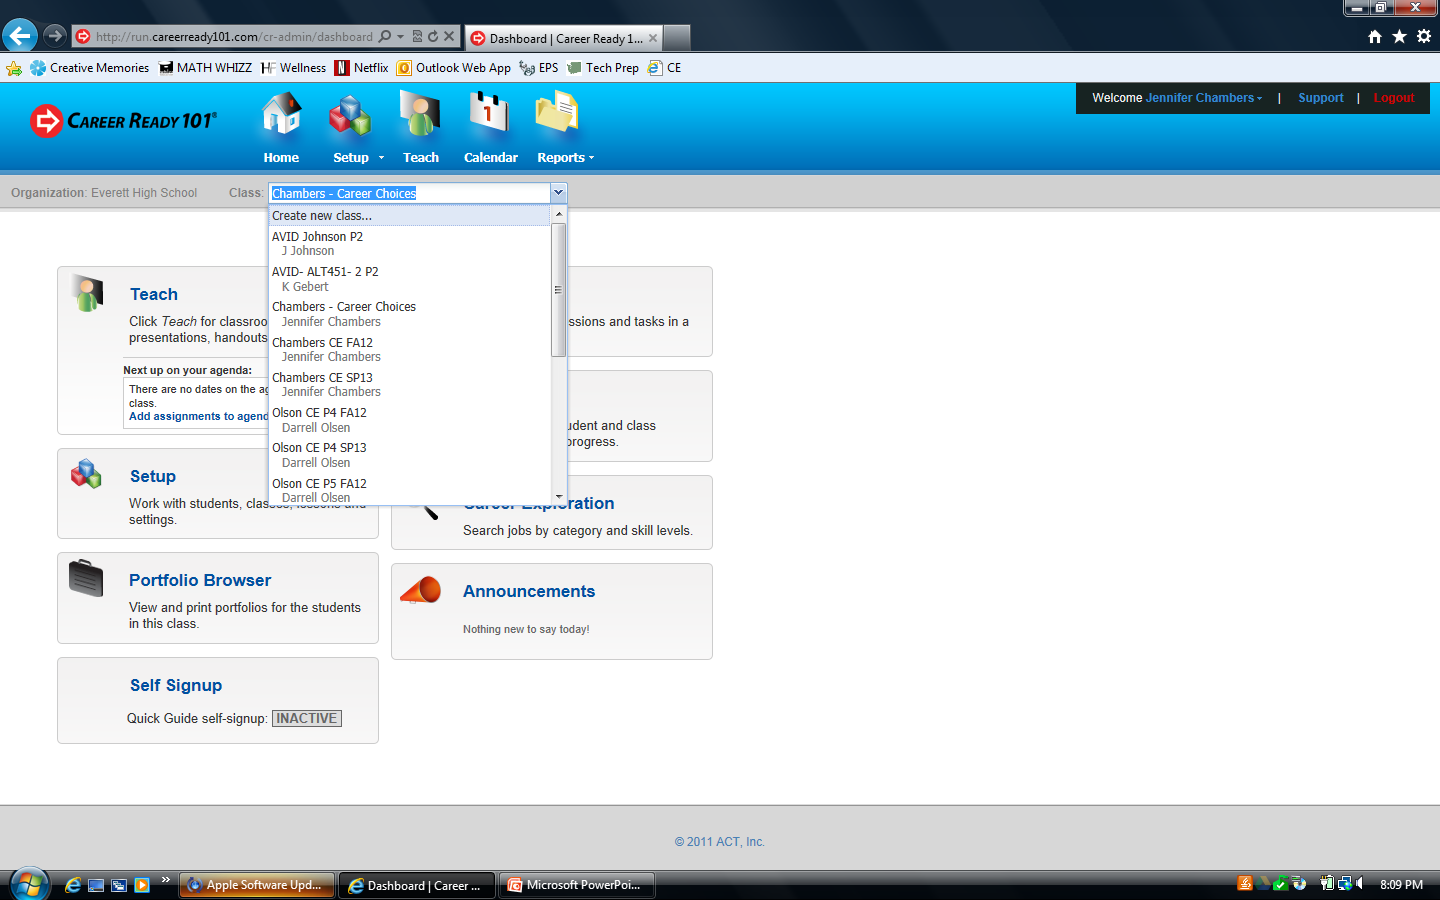 http://run.careerready101.com/cr-admin/dashboard
Dashboard | Career Ready 1...
Creative Memories
MATH WHIZZ
Wellness
Netflix
Outlook Web App
EPS
Tech Prep
CE
CAREER READY 101®
Home
Setup
Teach
1
Calendar
Reports
Welcome Jennifer Chambers | Support | Logout
Organization: Everett High School
Class: Chambers - Career Choices
Create new class...
AVID Johnson P2
J Johnson
AVID- ALT451- 2 P2
K Gebert
Chambers - Career Choices
Jennifer Chambers
Chambers CE FA12
Jennifer Chambers
Chambers CE SP13
Jennifer Chambers
Olson CE P4 FA12
Darrell Olsen
Olson CE P4 SP13
Darrell Olsen
Olson CE P5 FA12
Darrell Olsen
Teach
Click Teach for classroo
presentations, handouts
Next up on your agenda:
There are no dates on the ag
class.
Add assignments to agend
ssions and tasks in a
udent and class
progress.
Setup
Work with students, classes, lessons and
settings.
Career Exploration
Search jobs by category and skill levels.
Portfolio Browser
View and print portfolios for the students
in this class.
Announcements
Nothing new to say today!
Self Signup
Quick Guide self-signup: INACTIVE
© 2011 ACT, Inc.
Apple Software Upd...
Dashboard | Career ...
Microsoft PowerPoi...
8:09 PM